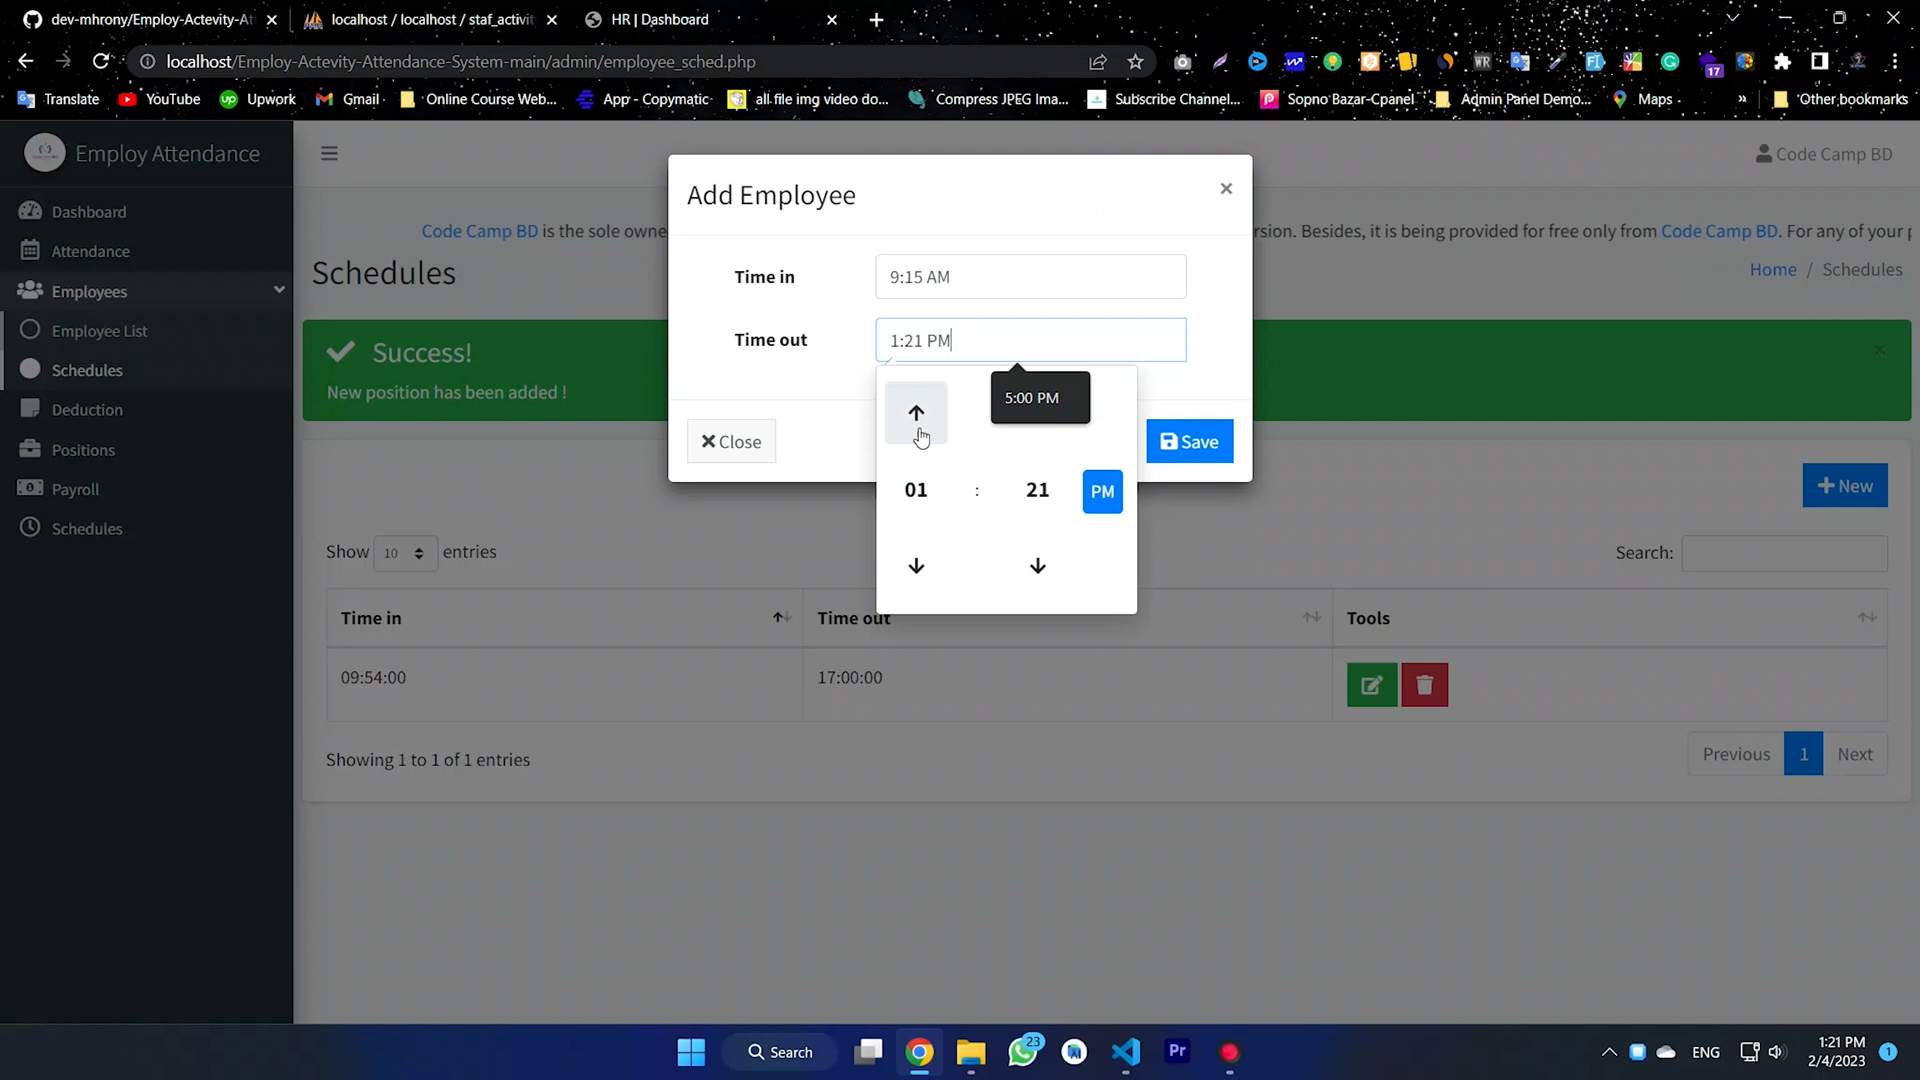 dev-mhrony/Employ-Actevity-At
localhost / localhost / staf_activit
HR | Dashboard
localhost/Employ-Actevity-Attendance-System-main/admin/employee_sched.php
17
Translate
YouTube
Upwork
Gmail
Online Course Web...
App - Copymatic
all file img video do...
Compress JPEG Ima...
Subscribe Channel...
Sopno Bazar-Cpanel
Admin Panel Demo...
Maps
»
Other bookmarks
Employ Attendance
Code Camp BD
Dashboard
Attendance
Employees
Employee List
Schedules
Deduction
Positions
Payroll
Schedules
Code Camp BD is the sole owne
rsion. Besides, it is being provided for free only from Code Camp BD. For any of your p
Schedules
Home / Schedules
Success!
New position has been added !
Add Employee
×
Time in
9:15 AM
Time out
1:21 PM
5:00 PM
Close
Save
01 : 21 PM
New
Show 10 entries
Search:
Time in
Time out
Tools
09:54:00
17:00:00
Showing 1 to 1 of 1 entries
Previous
1
Next
Search
23
Pr
ENG
1:21 PM
2/4/2023
1